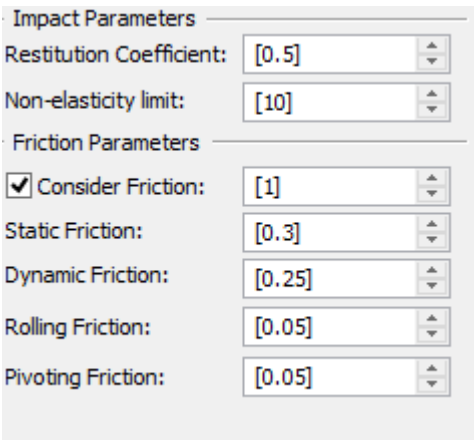 Impact Parameters
Restitution Coefficient: [0.5]
Non-elasticity limit: [10]
Friction Parameters
Consider Friction: [1]
Static Friction: [0.3]
Dynamic Friction: [0.25]
Rolling Friction: [0.05]
Pivoting Friction: [0.05]